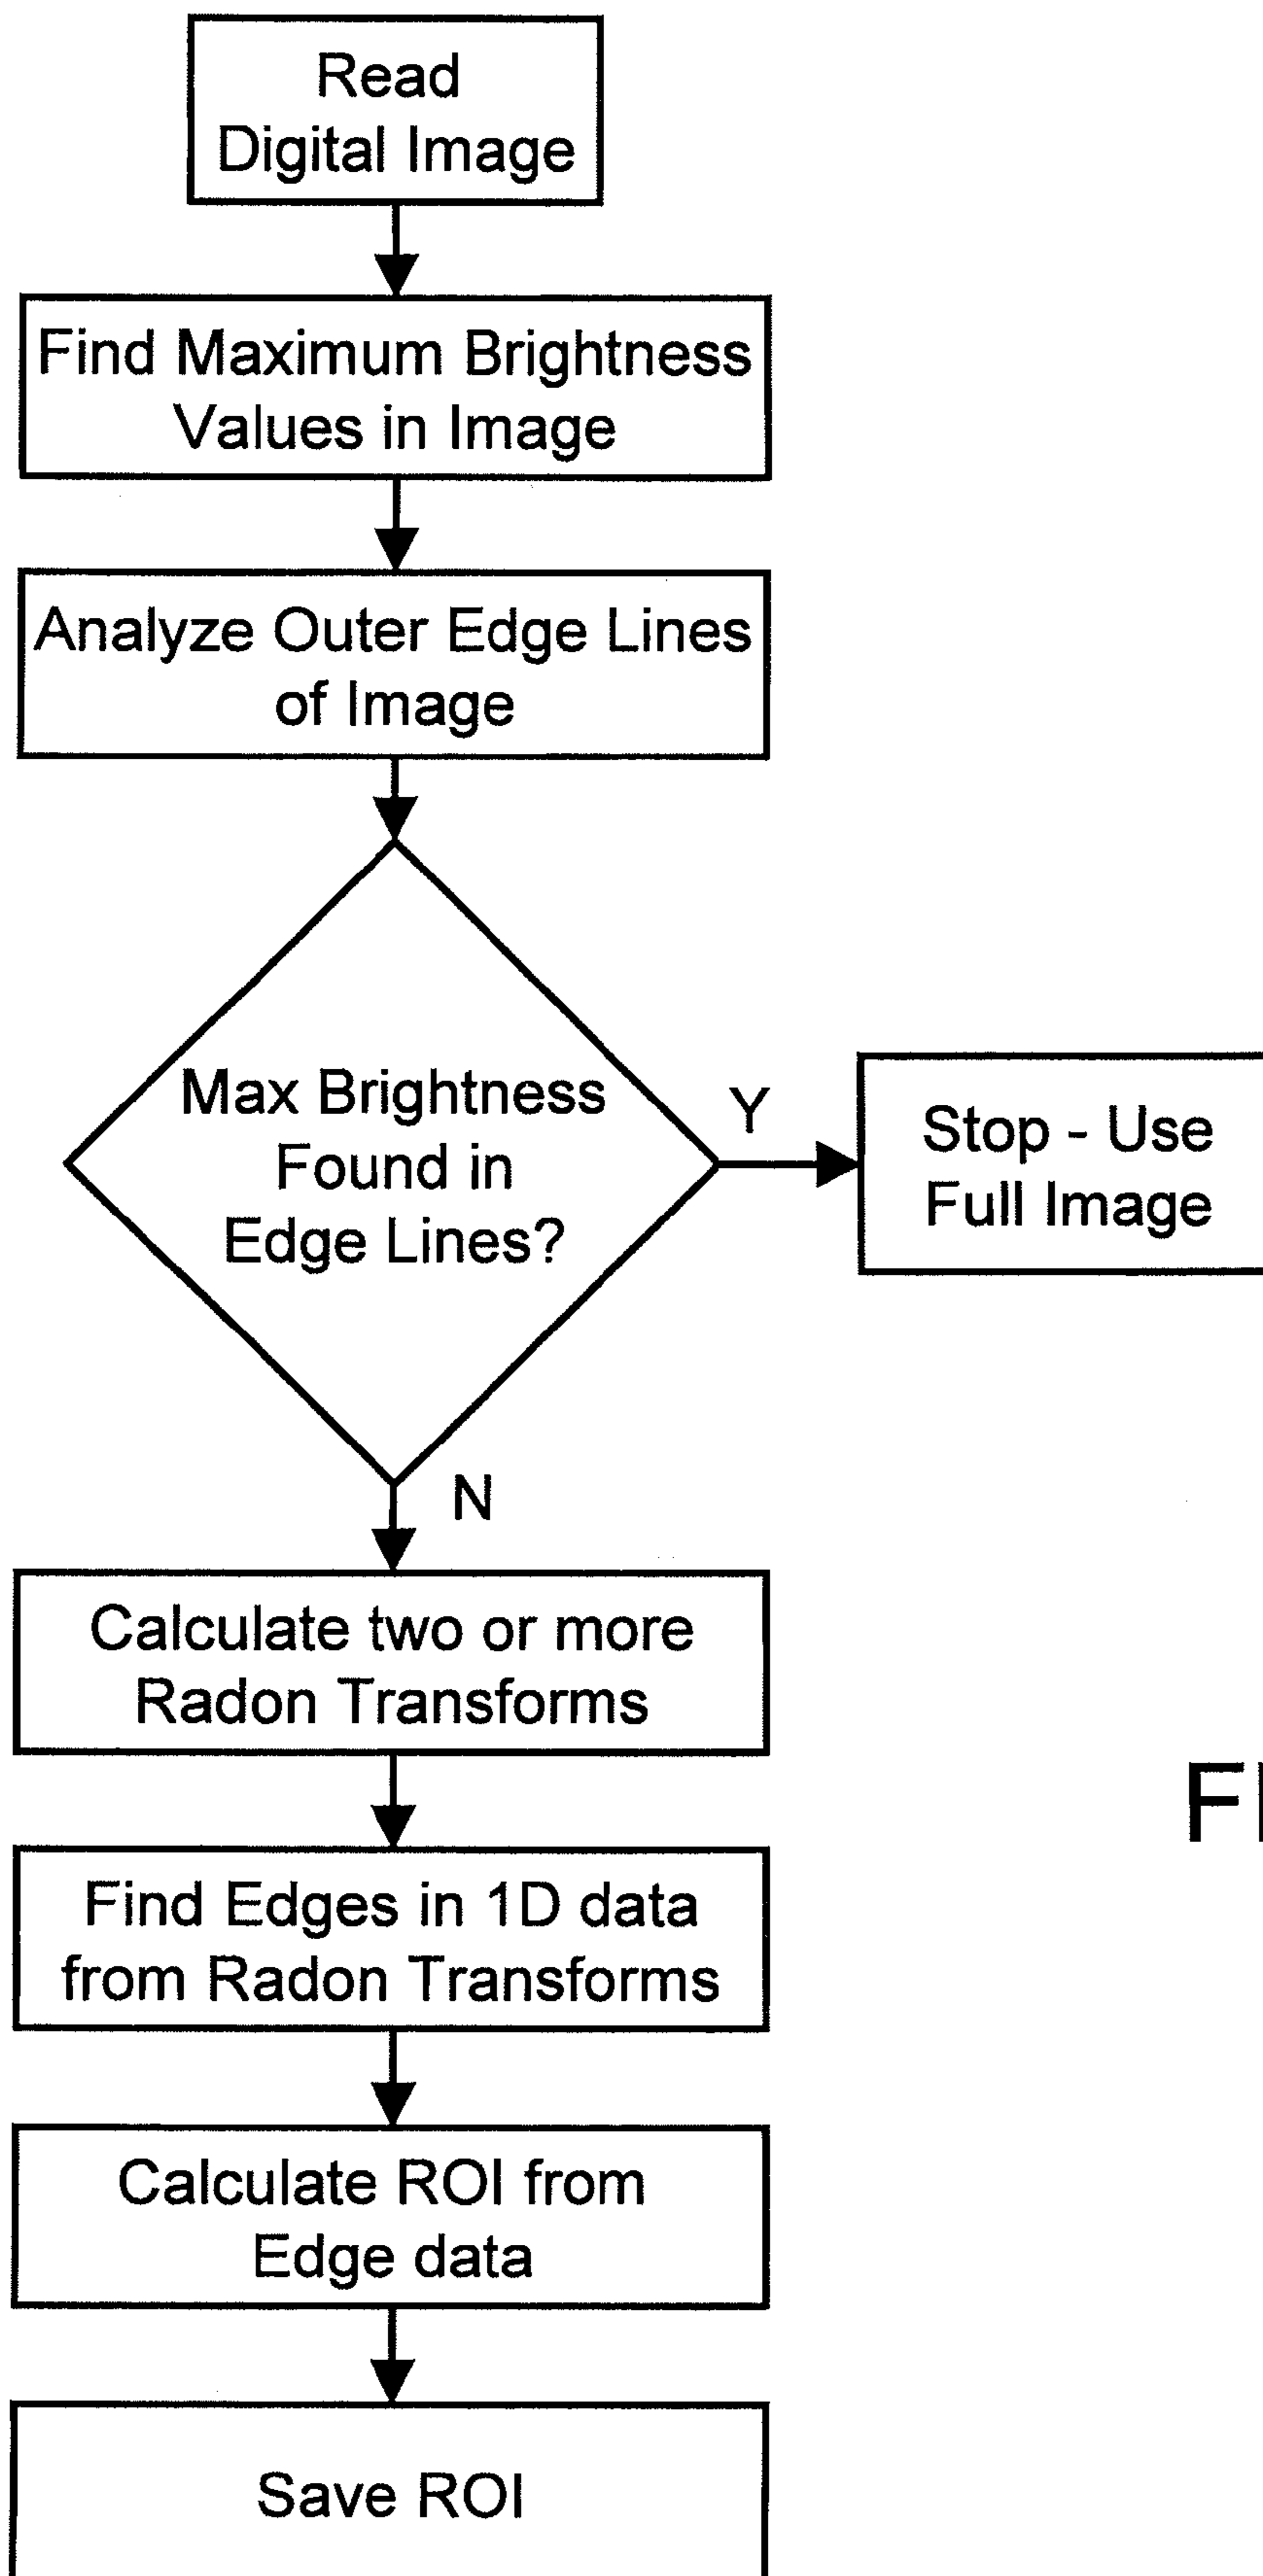 Read
Digital Image
Find Maximum Brightness
Values in Image
Analyze Outer Edge Lines
of Image
Max Brightness
Found in
Edge Lines?
Y
Stop - Use
Full Image
N
Calculate two or more
Radon Transforms
Find Edges in 1D data
from Radon Transforms
Calculate ROI from
Edge data
Save ROI